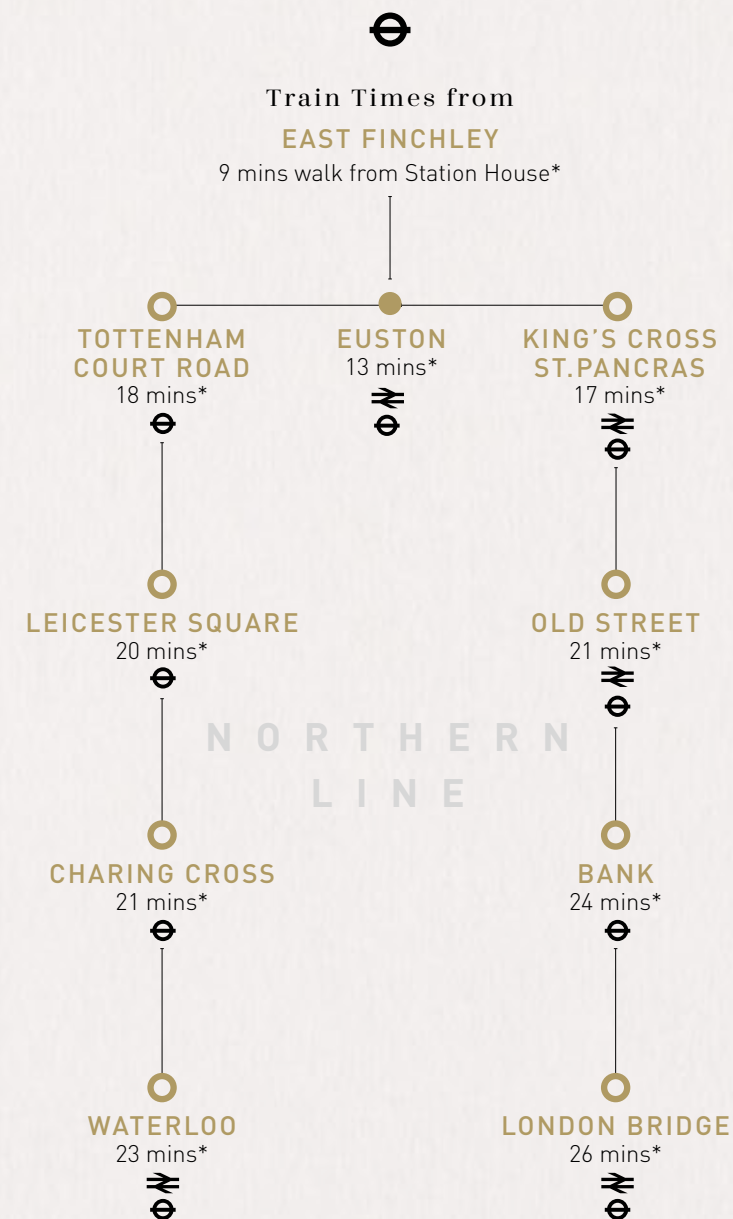 Train Times from
EAST FINCHLEY
9 mins walk from Station House*
TOTTENHAM
COURT ROAD
18 mins*
EUSTON
13 mins*
KING'S CROSS
ST.PANCRAS
17 mins*
LEICESTER SQUARE
20 mins*
OLD STREET
21 mins*
NORTHERN
LINE
CHARING CROSS
21 mins*
BANK
24 mins*
WATERLOO
23 mins*
LONDON BRIDGE
26 mins*